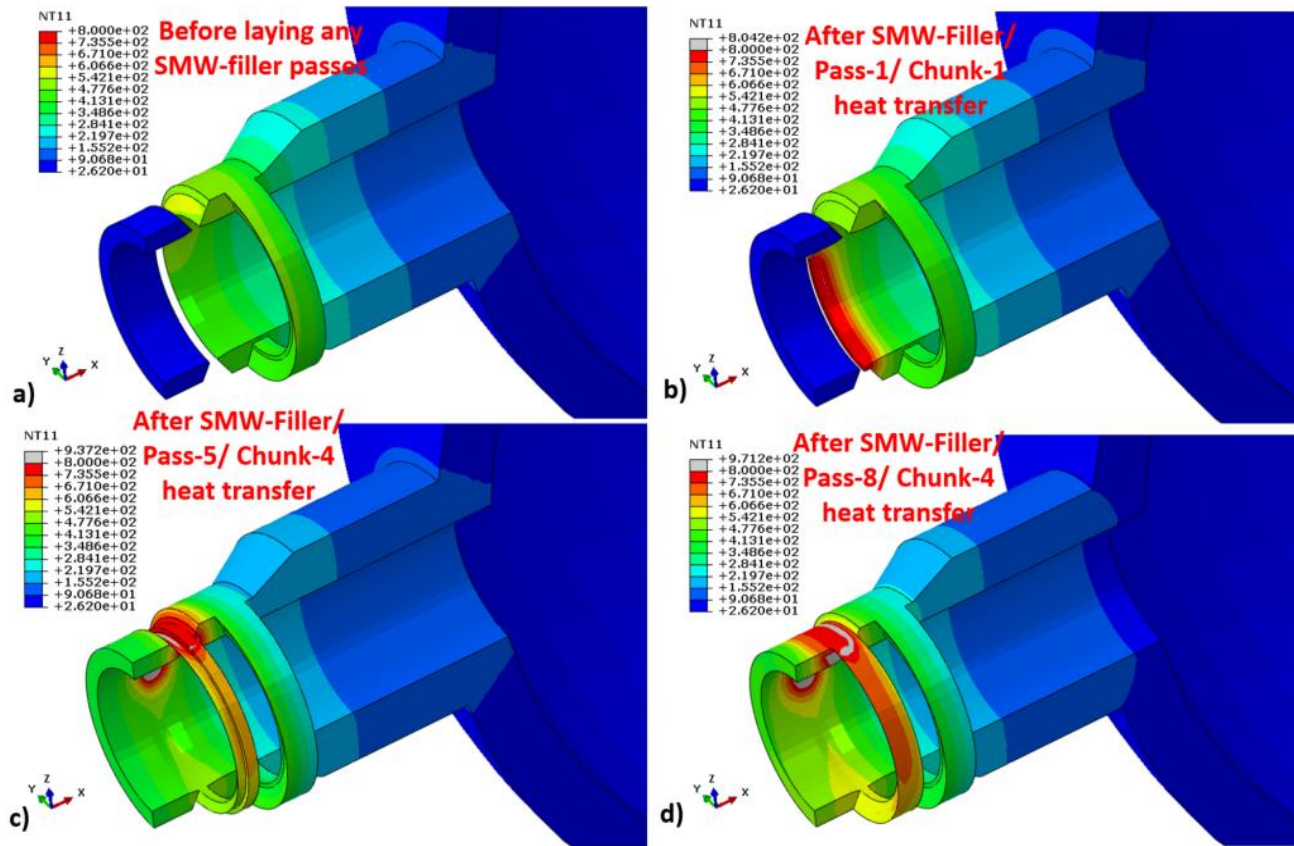 NT11
+8.000e+02
+7.355e+02
+6.710e+02
+6.066e+02
+5.421e+02
+4.776e+02
+4.131e+02
+3.486e+02
+2.841e+02
+2.197e+02
+1.552e+02
+9.068e+01
+2.620e+01
Before laying any
SMW-filler passes
Z
Y
X
a)
NT11
+8.042e+02
+8.000e+02
+7.355e+02
+6.710e+02
+6.066e+02
+5.421e+02
+4.776e+02
+4.131e+02
+3.486e+02
+2.841e+02
+2.197e+02
+1.552e+02
+9.068e+01
+2.620e+01
After SMW-Filler/
Pass-1/ Chunk-1
heat transfer
Z
Y
X
b)
NT11
+9.372e+02
+8.000e+02
+7.355e+02
+6.710e+02
+6.066e+02
+5.421e+02
+4.776e+02
+4.131e+02
+3.486e+02
+2.841e+02
+2.197e+02
+1.552e+02
+9.068e+01
+2.620e+01
After SMW-Filler/
Pass-5/ Chunk-4
heat transfer
Z
Y
X
c)
NT11
+9.712e+02
+8.000e+02
+7.355e+02
+6.710e+02
+6.066e+02
+5.421e+02
+4.776e+02
+4.131e+02
+3.486e+02
+2.841e+02
+2.197e+02
+1.552e+02
+9.068e+01
+2.620e+01
After SMW-Filler/
Pass-8/ Chunk-4
heat transfer
Z
Y
X
d)